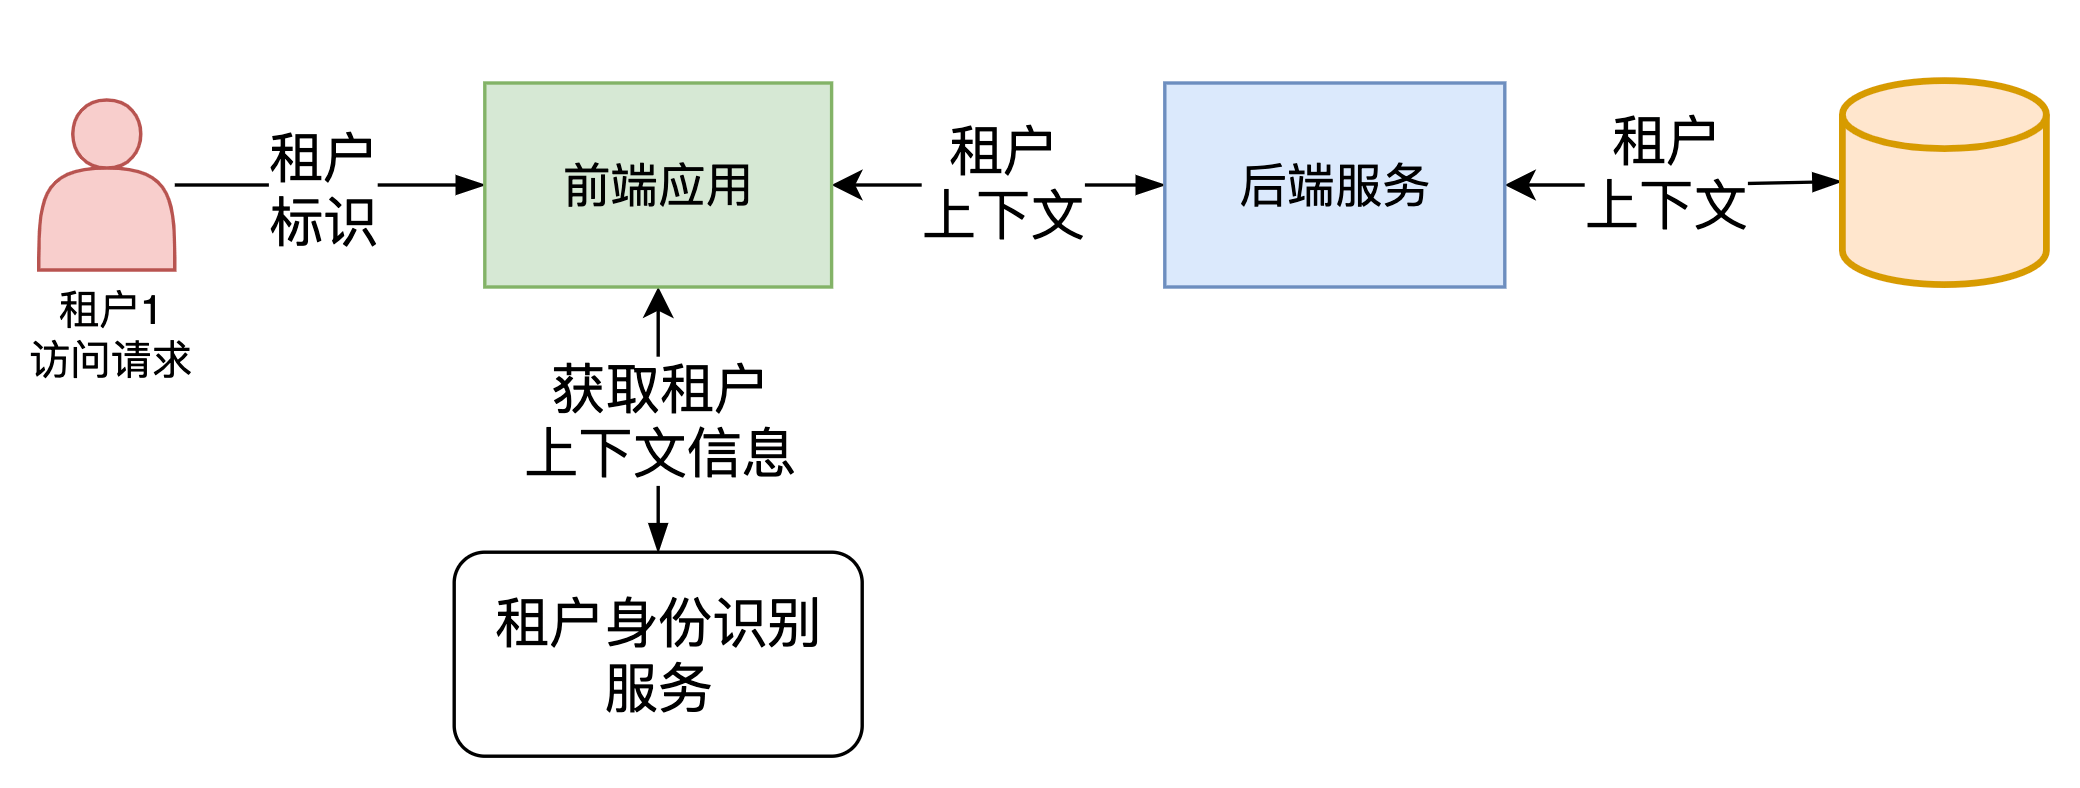 租户1
访问请求
租户
标识
前端应用
租户
上下文
后端服务
租户
上下文
获取租户
上下文信息
租户身份识别
服务